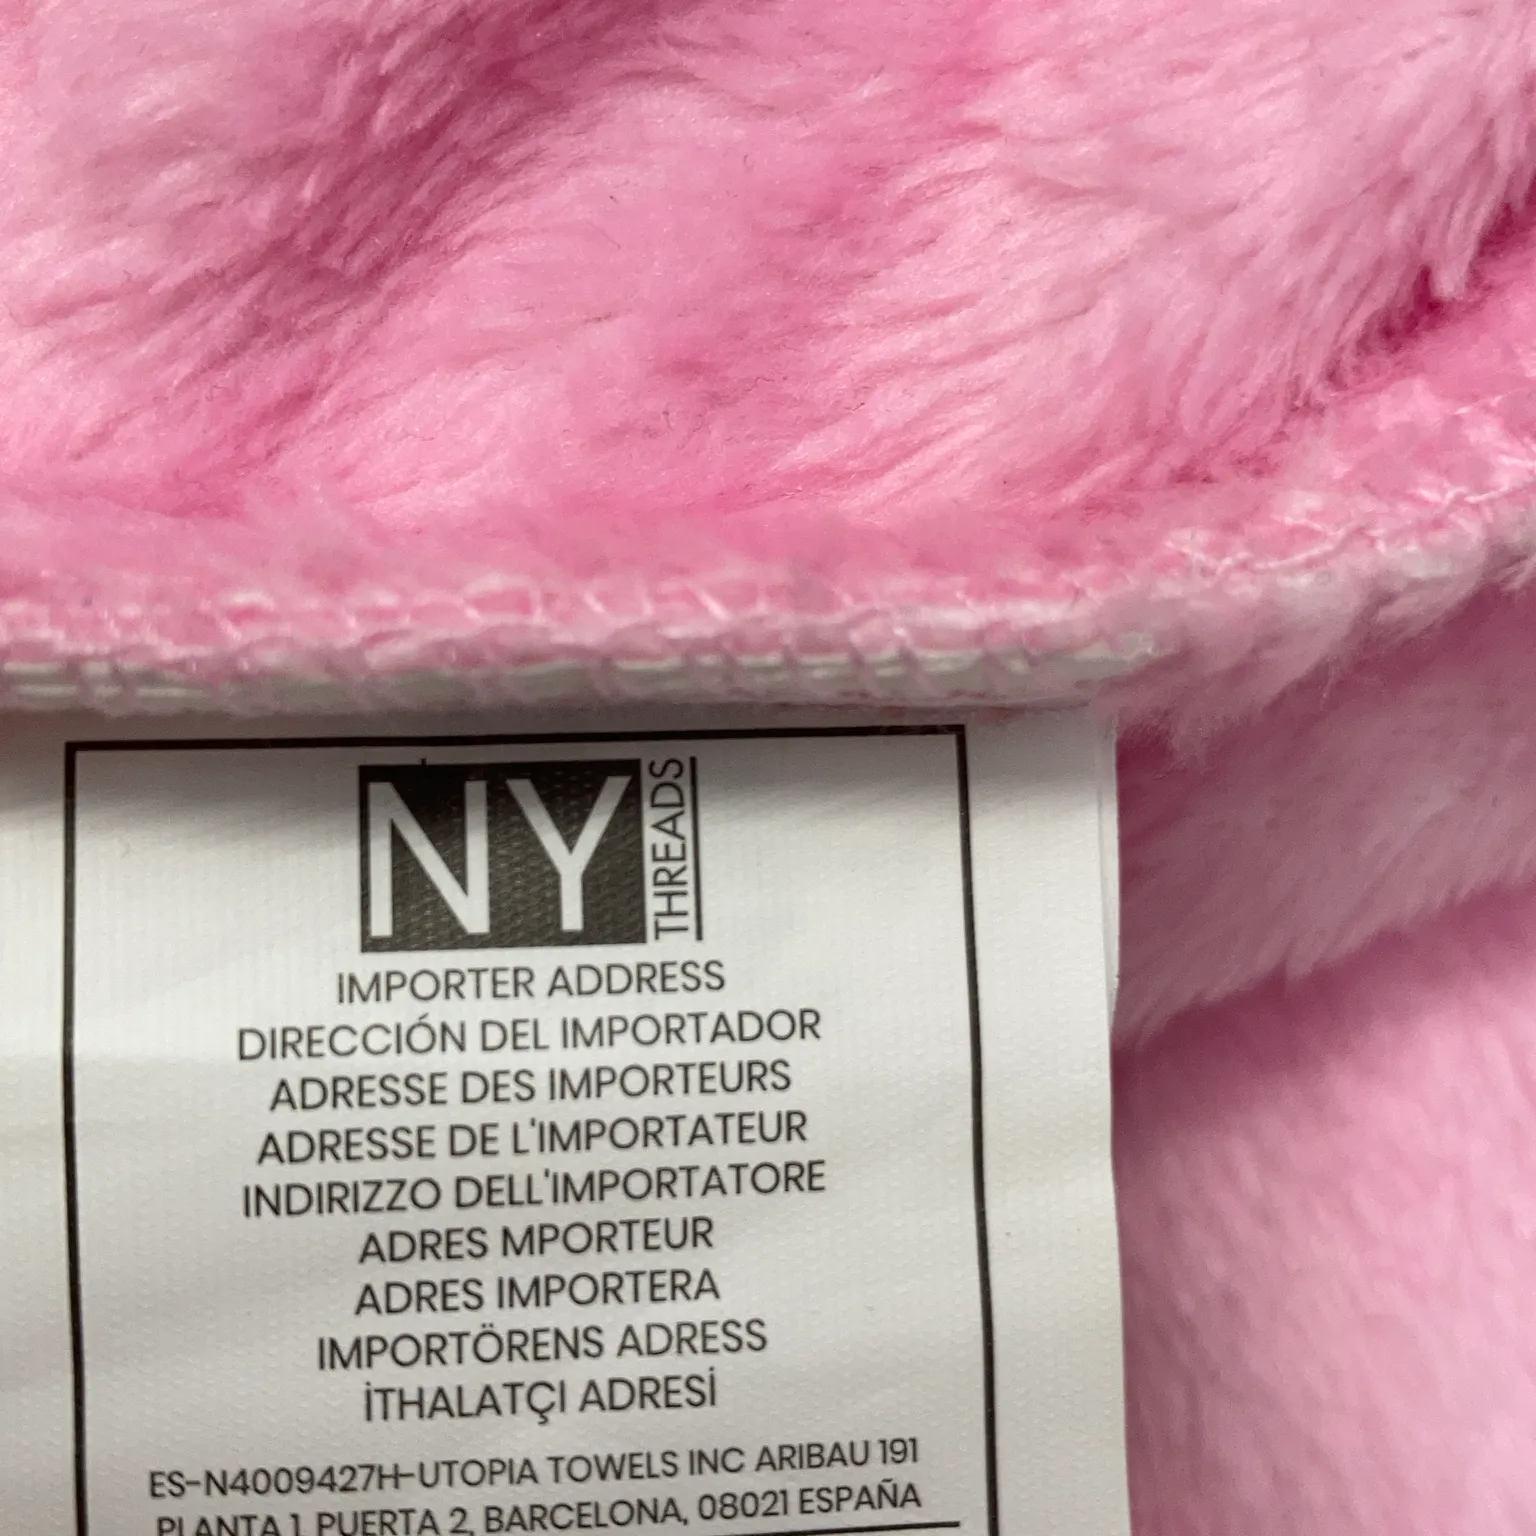 NY THREADS
IMPORTER ADDRESS
DIRECCIÓN DEL IMPORTADOR
ADRESSE DES IMPORTEURS
ADRESSE DE L'IMPORTATEUR
INDIRIZZO DELL'IMPORTATORE
ADRES MPORTEUR
ADRES IMPORTERA
IMPORTÖRENS ADRESS
İTHALATÇI ADRESİ
ES-N4009427H-UTOPIA TOWELS INC ARIBAU 191
PLANTA 1, PUERTA 2, BARCELONA, 08021 ESPAÑA